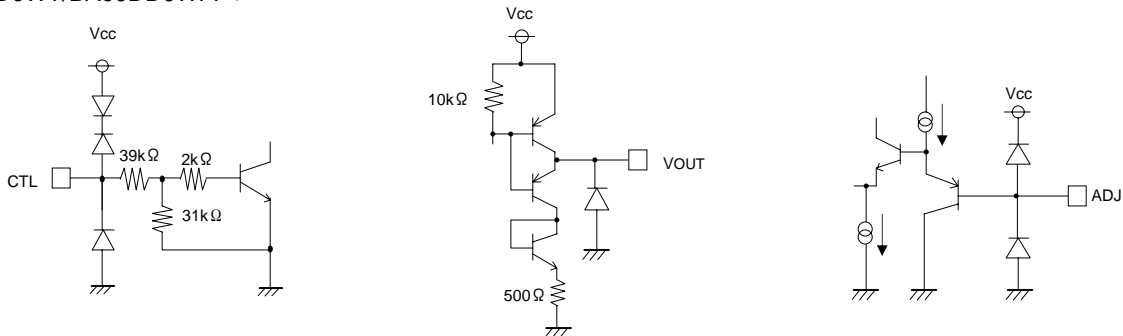 Vcc
39kΩ
2kΩ
CTL
31kΩ
Vcc
10kΩ
VOUT
500Ω
Vcc
ADJ